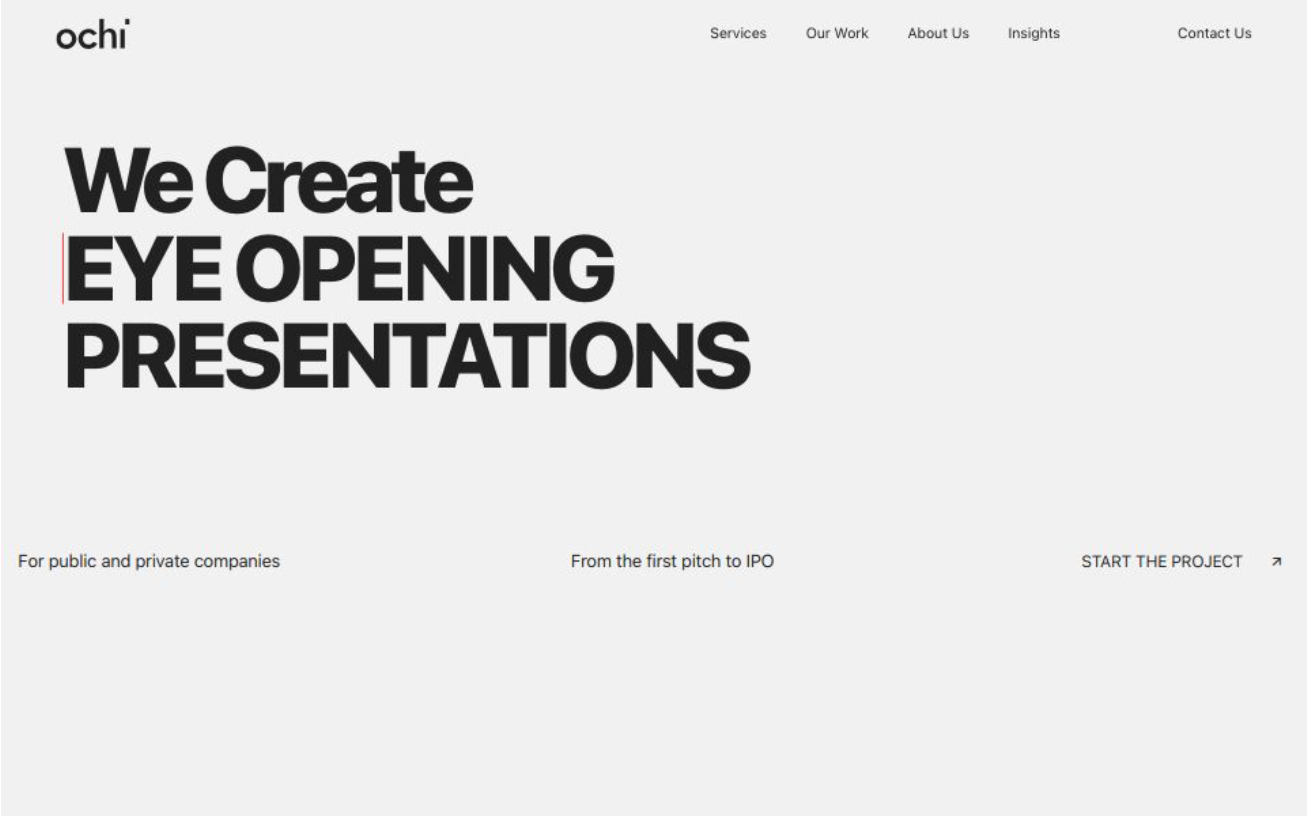 ochi
Services Our Work About Us Insights Contact Us
We Create
EYE OPENING
PRESENTATIONS
For public and private companies From the first pitch to IPO START THE PROJECT